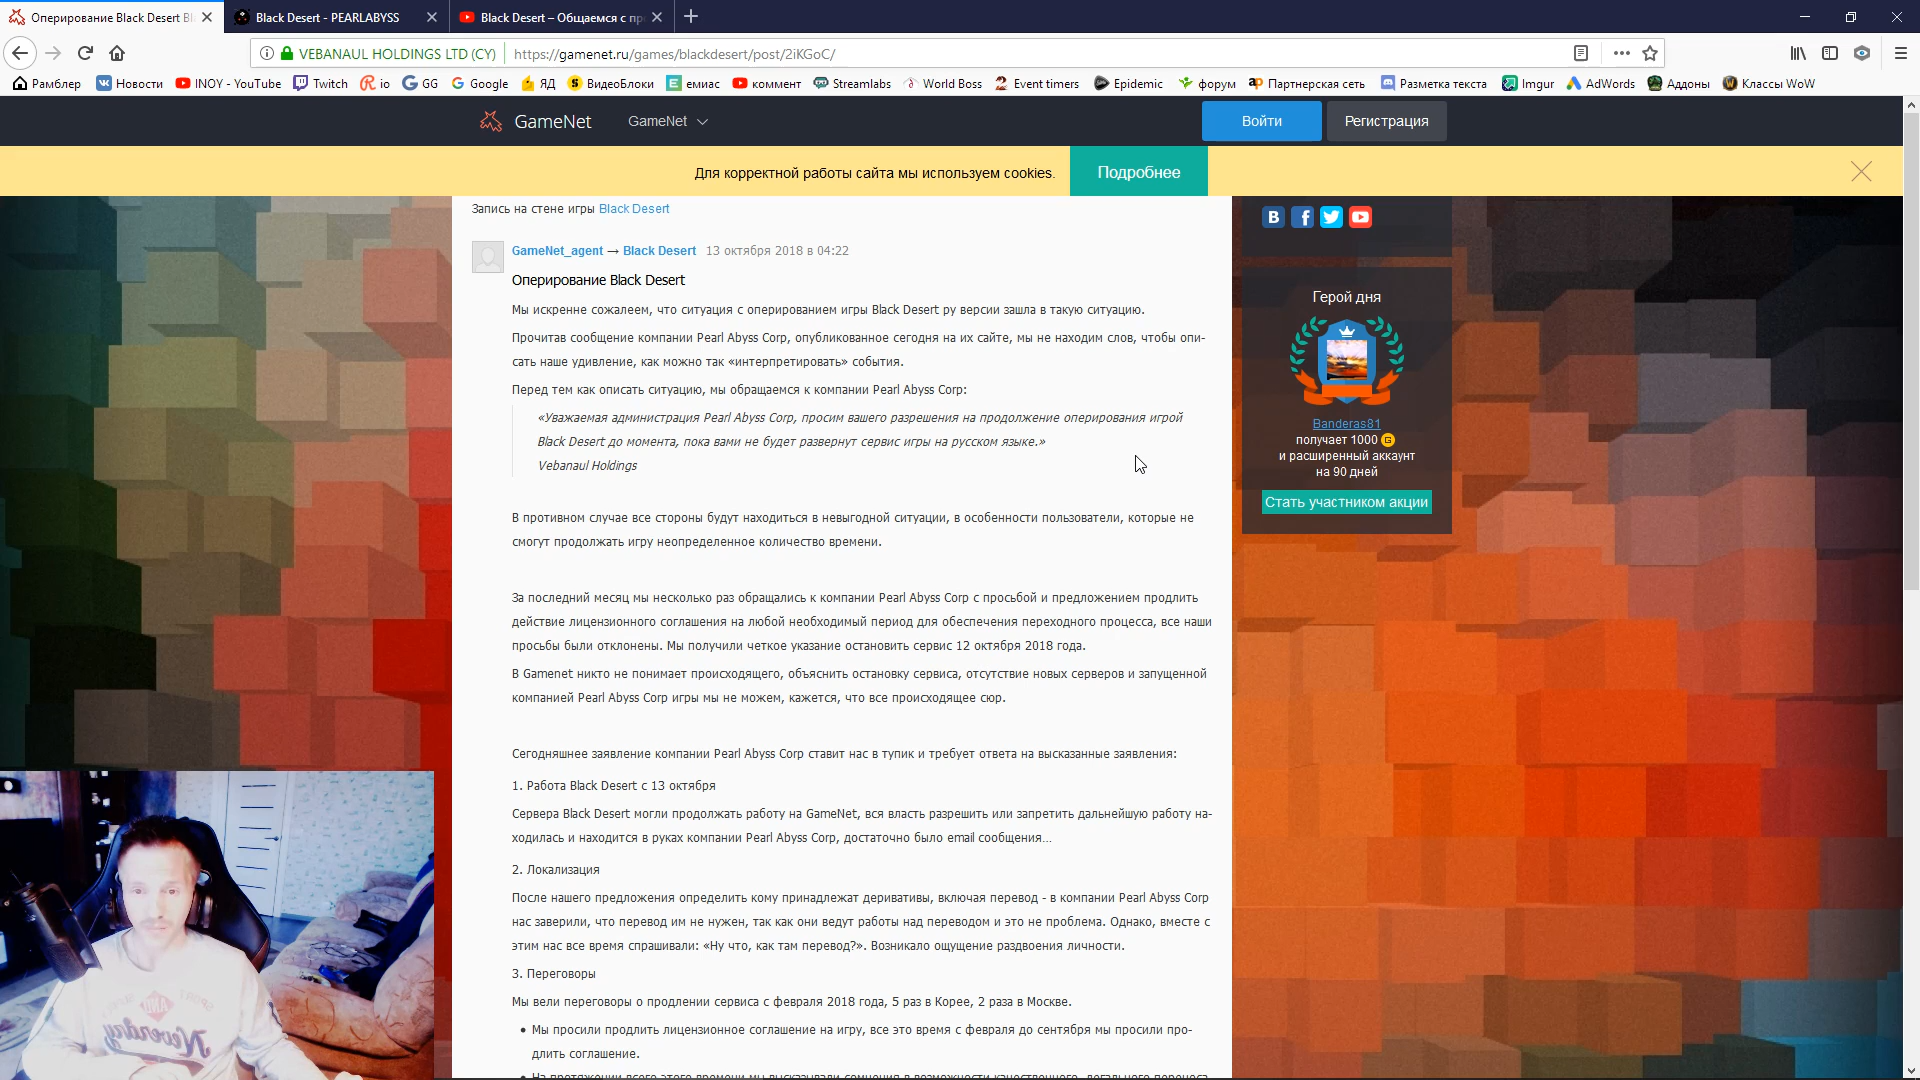 Оперирование Black Desert Bl
Black Desert - PEARLABYSS
Black Desert – Общаемся с пр
VEBANAUL HOLDINGS LTD (CY)
https://gamenet.ru/games/blackdesert/post/2iKGoC/
Рамблер
Новости
INOY - YouTube
Twitch
io
GG
Google
ЯД
ВидеоБлоки
емиас
коммент
Streamlabs
World Boss
Event timers
Epidemic
форум
Партнерская сеть
Разметка текста
Imgur
AdWords
Аддоны
Классы WoW
GameNet
GameNet
Войти
Регистрация
Для корректной работы сайта мы используем cookies.
Подробнее
Запись на стене игры Black Desert
GameNet_agent → Black Desert 13 октября 2018 в 04:22
Оперирование Black Desert
Мы искренне сожалеем, что ситуация с оперированием игры Black Desert ру версии зашла в такую ситуацию.
Прочитав сообщение компании Pearl Abyss Corp, опубликованное сегодня на их сайте, мы не находим слов, чтобы опи-
сать наше удивление, как можно так «интерпретировать» события.
Перед тем как описать ситуацию, мы обращаемся к компании Pearl Abyss Corp:
«Уважаемая администрация Pearl Abyss Corp, просим вашего разрешения на продолжение оперирования игрой
Black Desert до момента, пока вами не будет развернут сервис игры на русском языке.»
Vebanaul Holdings
В противном случае все стороны будут находиться в невыгодной ситуации, в особенности пользователи, которые не
смогут продолжать игру неопределенное количество времени.
За последний месяц мы несколько раз обращались к компании Pearl Abyss Corp с просьбой и предложением продлить
действие лицензионного соглашения на любой необходимый период для обеспечения переходного процесса, все наши
просьбы были отклонены. Мы получили четкое указание остановить сервис 12 октября 2018 года.
В Gamenet никто не понимает происходящего, объяснить остановку сервиса, отсутствие новых серверов и запущенной
компанией Pearl Abyss Corp игры мы не можем, кажется, что все происходящее сюр.
Сегодняшнее заявление компании Pearl Abyss Corp ставит нас в тупик и требует ответа на высказанные заявления:
1. Работа Black Desert с 13 октября
Сервера Black Desert могли продолжать работу на GameNet, вся власть разрешить или запретить дальнейшую работу на-
ходилась и находится в руках компании Pearl Abyss Corp, достаточно было email сообщения…
2. Локализация
После нашего предложения определить кому принадлежат деривативы, включая перевод - в компании Pearl Abyss Corp
нас заверили, что перевод им не нужен, так как они ведут работы над переводом и это не проблема. Однако, вместе с
этим нас все время спрашивали: «Ну что, как там перевод?». Возникало ощущение раздвоения личности.
3. Переговоры
Мы вели переговоры о продлении сервиса с февраля 2018 года, 5 раз в Корее, 2 раза в Москве.
• Мы просили продлить лицензионное соглашение на игру, все это время с февраля до сентября мы просили про-
длить соглашение.
• На протяжении всего этого времени мы высказывали сомнения в возможности качественного, легального переноса
Герой дня
Banderas81
получает 1000 G
и расширенный аккаунт
на 90 дней
Стать участником акции